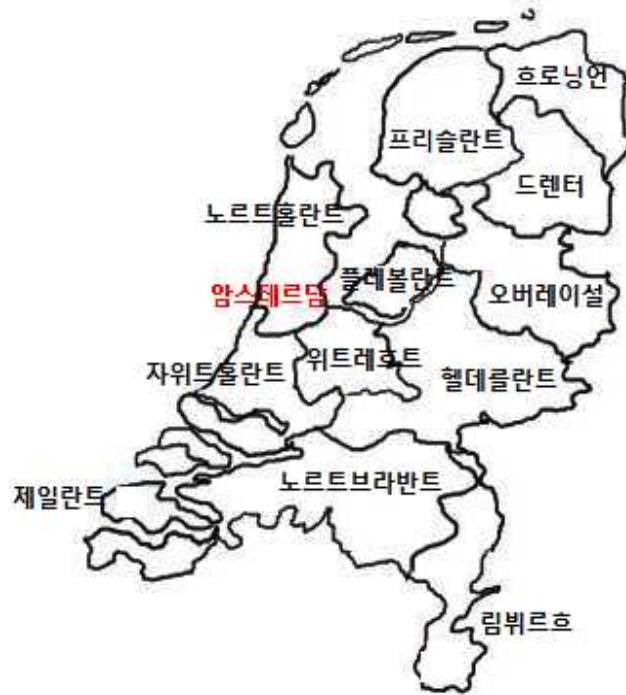 흐로닝언
프리슬란트
드렌터
노르트홀란트
플레볼란트
암스테르담
오버레이설
위트레흐트
자위트홀란트
헬데를란트
노르트브라반트
제일란트
림뷔르흐